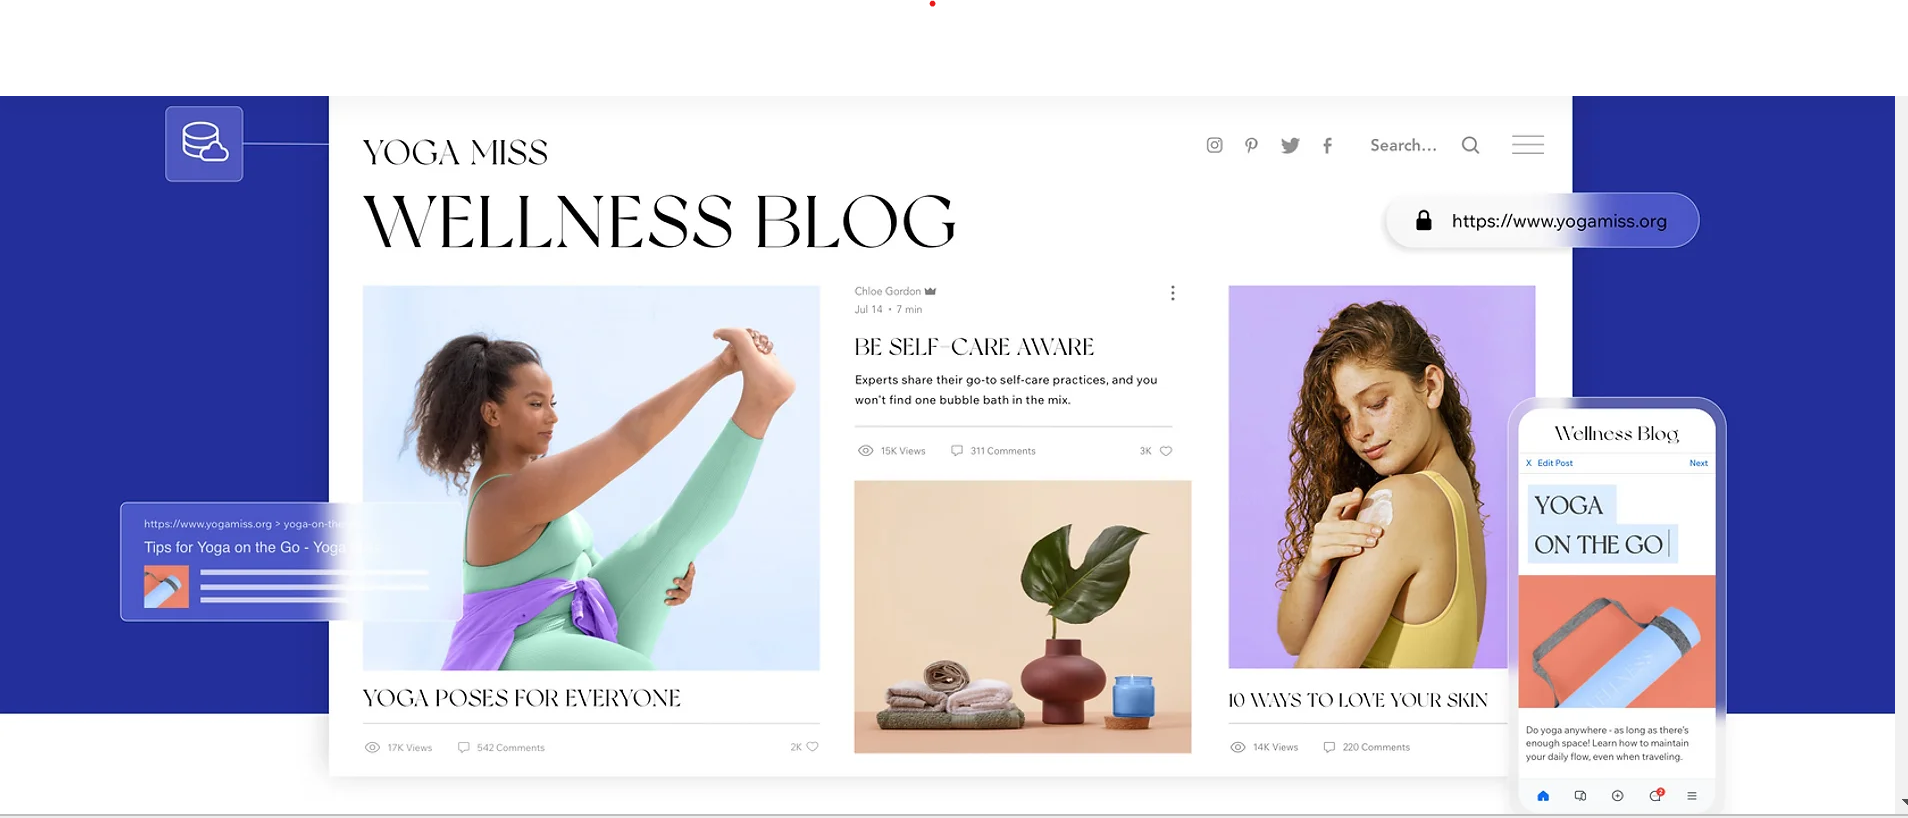 YOGA MISS
Search...
WELLNESS BLOG
https://www.yogamiss.org
Chloe Gordon
Jul 14 • 7 min
BE SELF-CARE AWARE
Experts share their go-to self-care practices, and you
won't find one bubble bath in the mix.
15K Views
311 Comments
3K
https://www.yogamiss.org > yoga-on-the
Tips for Yoga on the Go - Yoga
YOGA POSES FOR EVERYONE
17K Views
542 Comments
2K
10 WAYS TO LOVE YOUR SKIN
14K Views
220 Comments
Wellness Blog
X Edit Post
Next
YOGA
ON THE GO
Do yoga anywhere - as long as there's
enough space! Learn how to maintain
your daily flow, even when traveling.
2